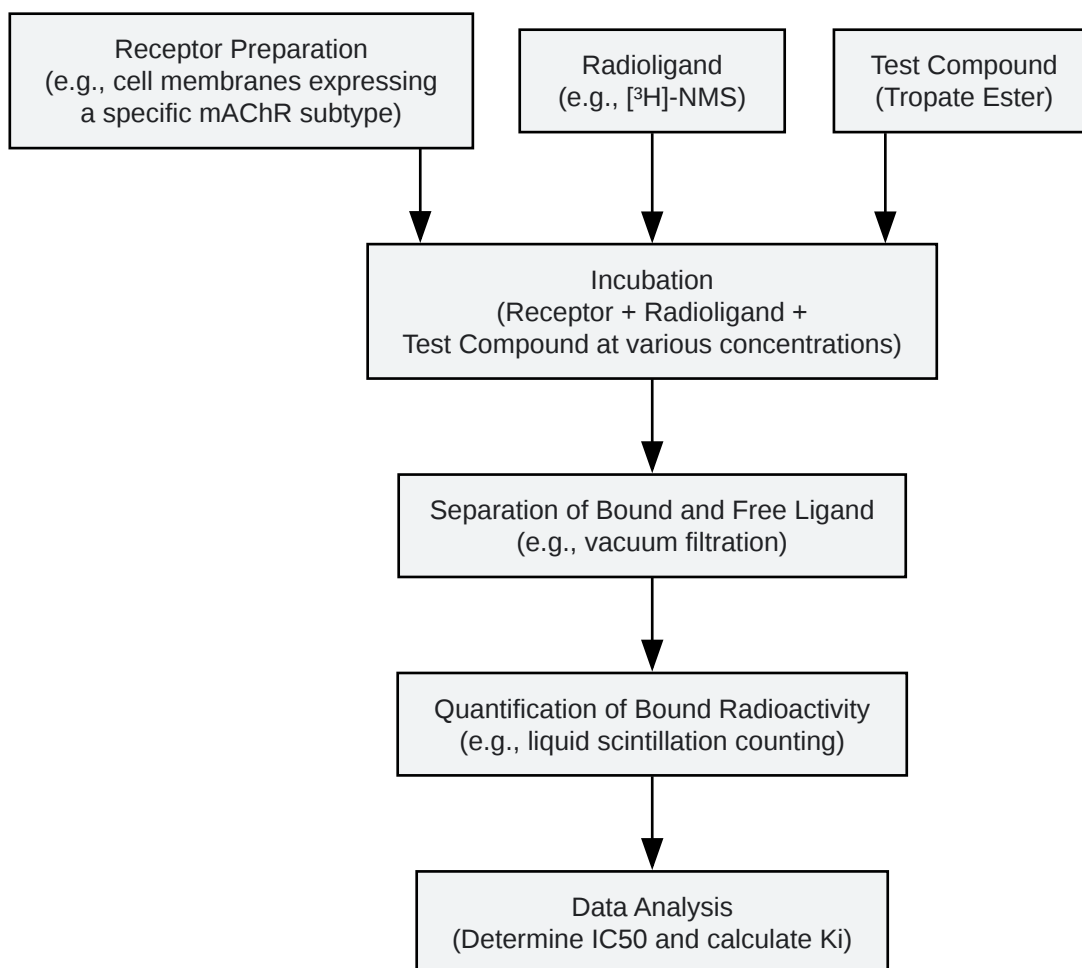 Receptor Preparation
(e.g., cell membranes expressing
a specific mAChR subtype)
Radioligand
(e.g., [³H]-NMS)
Test Compound
(Tropate Ester)
Incubation
(Receptor + Radioligand +
Test Compound at various concentrations)
Separation of Bound and Free Ligand
(e.g., vacuum filtration)
Quantification of Bound Radioactivity
(e.g., liquid scintillation counting)
Data Analysis
(Determine IC50 and calculate Ki)